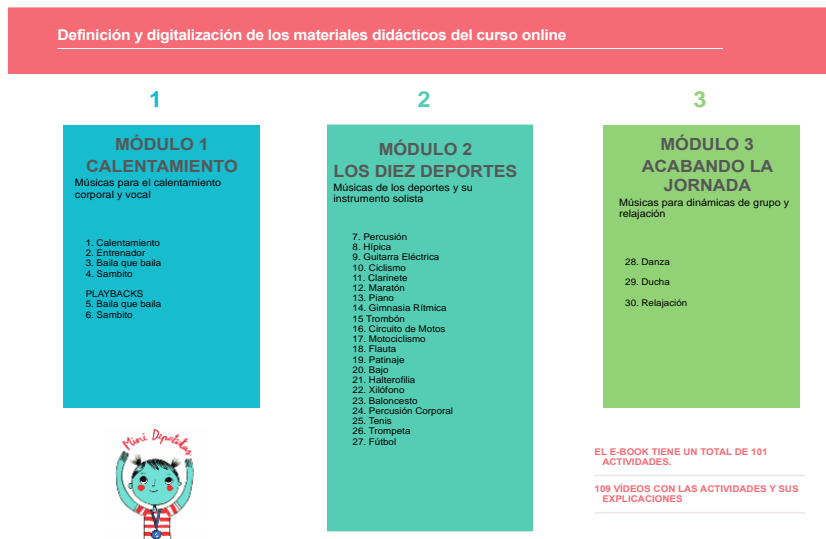 Definición y digitalización de los materiales didácticos del curso online
1
MÓDULO 1
CALENTAMIENTO
Músicas para el calentamiento
corporal y vocal
1. Calentamiento
2. Entrenador
3. Baila que baila
4. Sambito
PLAYBACKS
5. Baila que baila
6. Sambito
2
MÓDULO 2
LOS DIEZ DEPORTES
Músicas de los deportes y su
instrumento solista
7. Percusión
8. Hípica
9. Guitarra Eléctrica
10. Ciclismo
11. Clarinete
12. Maratón
13. Piano
14. Gimnasia Rítmica
15 Trombón
16. Circuito de Motos
17. Motociclismo
18. Flauta
19. Patinaje
20. Bajo
21. Halterofilia
22. Xilófono
23. Baloncesto
24. Percusión Corporal
25. Tenis
26. Trompeta
27. Fútbol
3
MÓDULO 3
ACABANDO LA
JORNADA
Músicas para dinámicas de grupo y
relajación
28. Danza
29. Ducha
30. Relajación
Mini
EL E-BOOK TIENE UN TOTAL DE 101
ACTIVIDADES.
109 VÍDEOS CON LAS ACTIVIDADES Y SUS
EXPLICACIONES